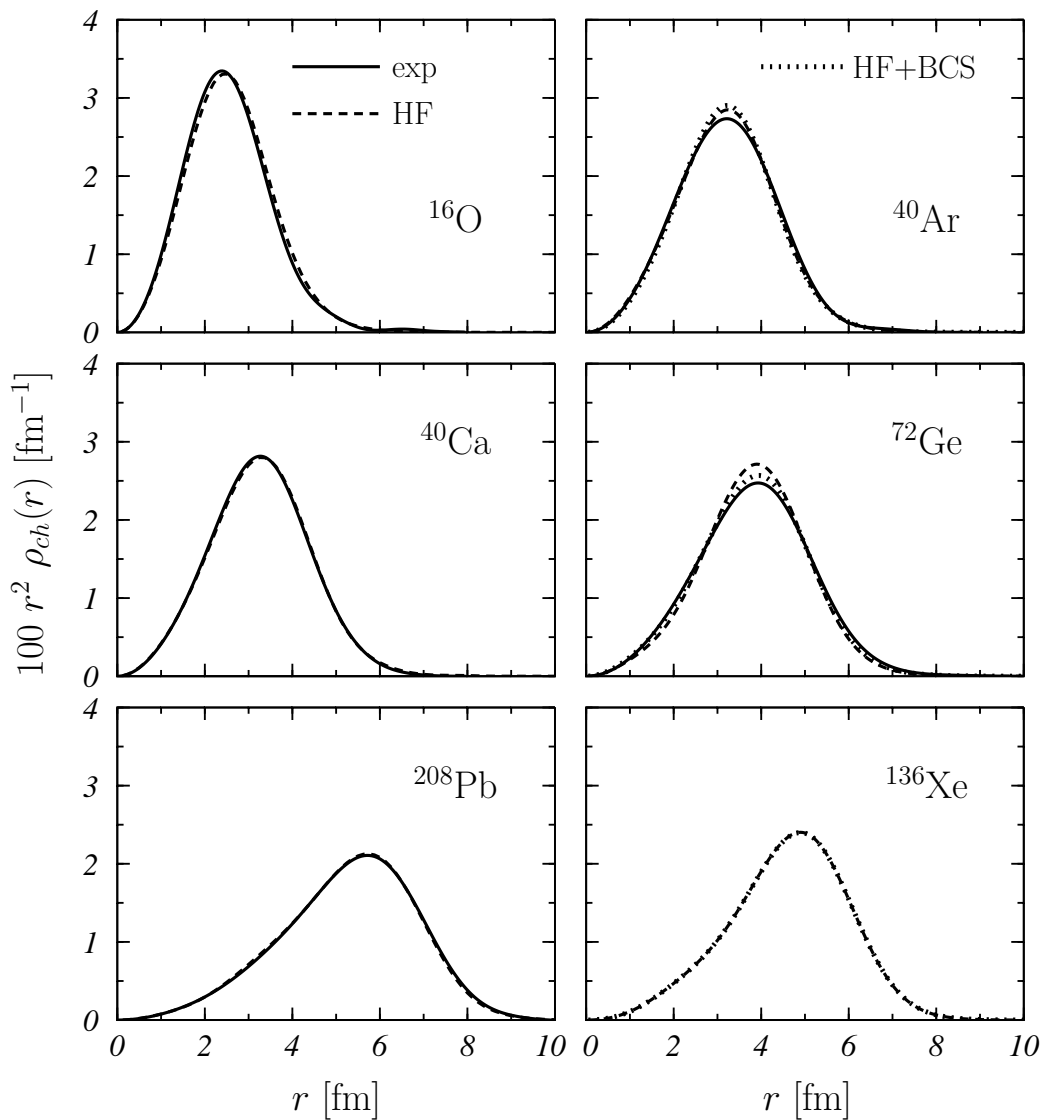 4
3
2
1
0
exp
HF
¹⁶O
HF+BCS
⁴⁰Ar
4
3
2
1
0
⁴⁰Ca
⁷²Ge
4
3
2
1
0
²⁰⁸Pb
¹³⁶Xe
0 2 4 6 8 10
0 2 4 6 8 10
r [fm]
r [fm]
100 r² ρ_ch(r) [fm⁻¹]